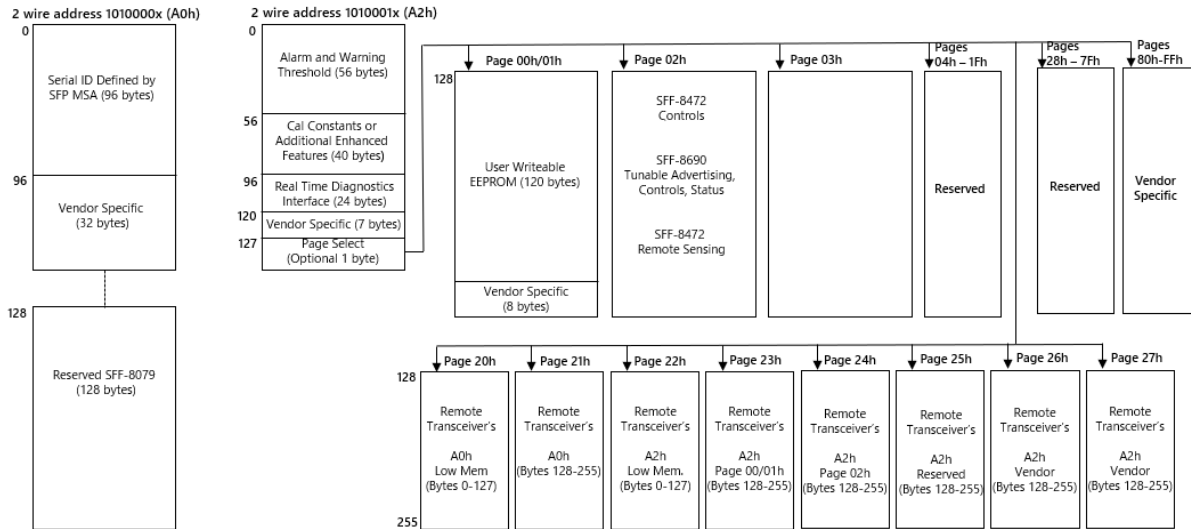 2 wire address 1010000x (A0h)
0
Serial ID Defined by
SFP MSA (96 bytes)
96
Vendor Specific
(32 bytes)
128
Reserved SFF-8079
(128 bytes)
2 wire address 1010001x (A2h)
0
Alarm and Warning
Threshold (56 bytes)
56
Cal Constants or
Additional Enhanced
Features (40 bytes)
96
Real Time Diagnostics
Interface (24 bytes)
120
Vendor Specific (7 bytes)
127
Page Select
(Optional 1 byte)
Page 00h/01h
128
User Writeable
EEPROM (120 bytes)
Vendor Specific
(8 bytes)
Page 02h
SFF-8472
Controls
SFF-8690
Tunable Advertising,
Controls, Status
SFF-8472
Remote Sensing
Page 03h
Pages
04h – 1Fh
Reserved
Pages
28h – 7Fh
Reserved
Pages
80h-FFh
Vendor
Specific
128
255
Page 20h
Remote
Transceiver's
A0h
Low Mem
(Bytes 0-127)
Page 21h
Remote
Transceiver's
A0h
(Bytes 128-255)
Page 22h
Remote
Transceiver's
A2h
Low Mem.
(Bytes 0-127)
Page 23h
Remote
Transceiver's
A2h
Page 00/01h
(Bytes 128-255)
Page 24h
Remote
Transceiver's
A2h
Page 02h
(Bytes 128-255)
Page 25h
Remote
Transceiver's
A2h
Reserved
(Bytes 128-255)
Page 26h
Remote
Transceiver's
A2h
Vendor
(Bytes 128-255)
Page 27h
Remote
Transceiver's
A2h
Vendor
(Bytes 128-255)